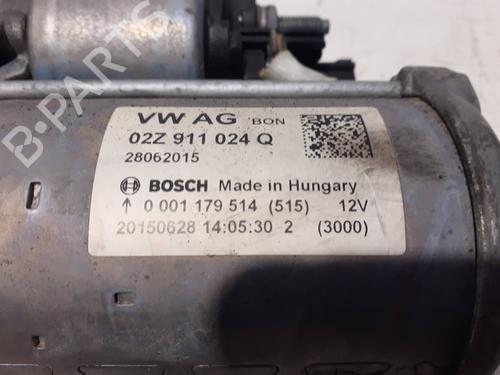 B-PARTS
VW AG 'BON
02Z 911 024 Q
28062015
BOSCH Made in Hungary
↑ 0 001 179 514 (515) 12V
20150628 14:05:30 2 (3000)